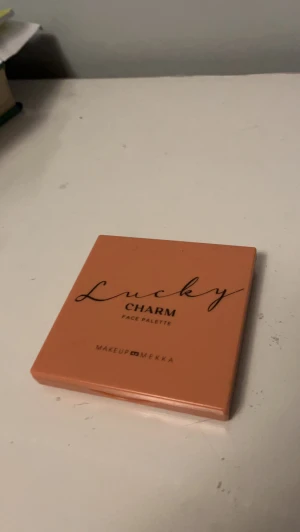 Lucky
CHARM
FACE PALETTE
MAKEUP MEKKA